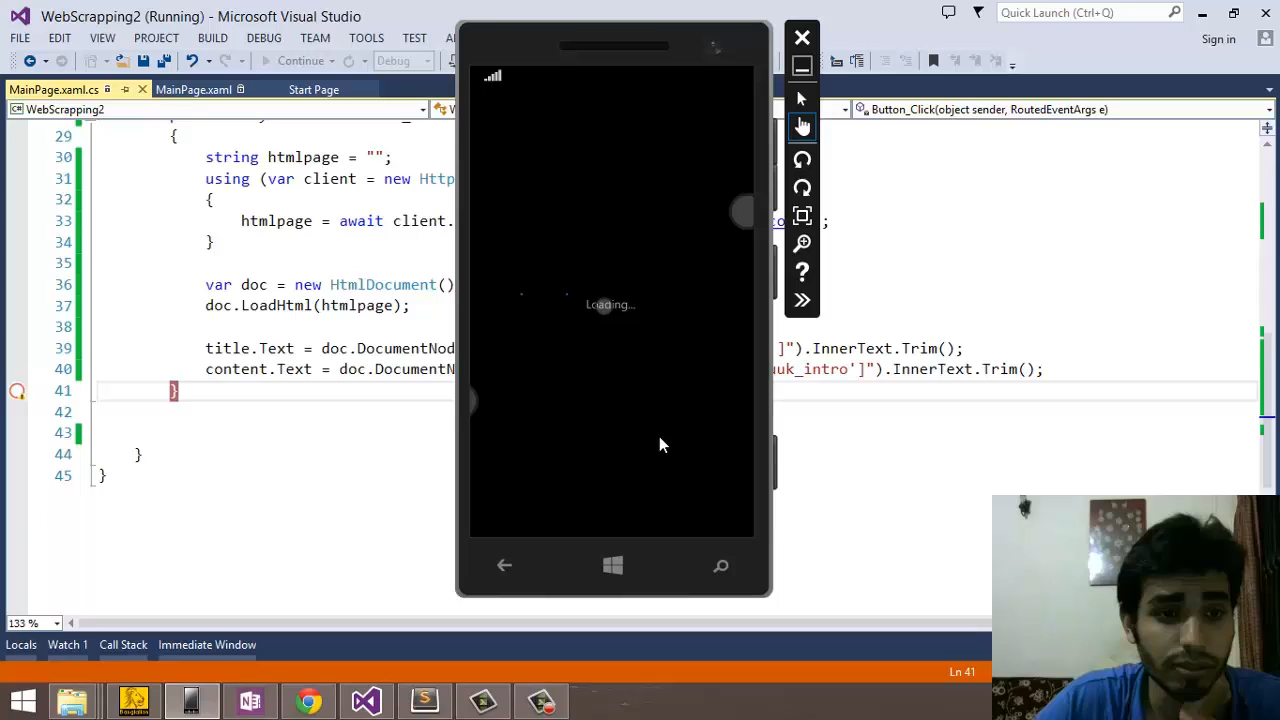 WebScrapping2 (Running) - Microsoft Visual Studio
Quick Launch (Ctrl+Q)
FILE EDIT VIEW PROJECT BUILD DEBUG TEAM TOOLS TEST
Sign in
Continue
Debug
MainPage.xaml.cs MainPage.xaml Start Page
WebScrapping2
Button_Click(object sender, RoutedEventArgs e)
29 {
30 string htmlpage = "";
31 using (var client = new Http
32 {
33 htmlpage = await client. ;
34 }
35
36 var doc = new HtmlDocument()
37 doc.LoadHtml(htmlpage);
38
39 title.Text = doc.DocumentNod ]").InnerText.Trim();
40 content.Text = doc.DocumentN uuk_intro']").InnerText.Trim();
41 }
42
43
44 }
45 }
Loading...
133 %
Locals Watch 1 Call Stack Immediate Window
Ln 41